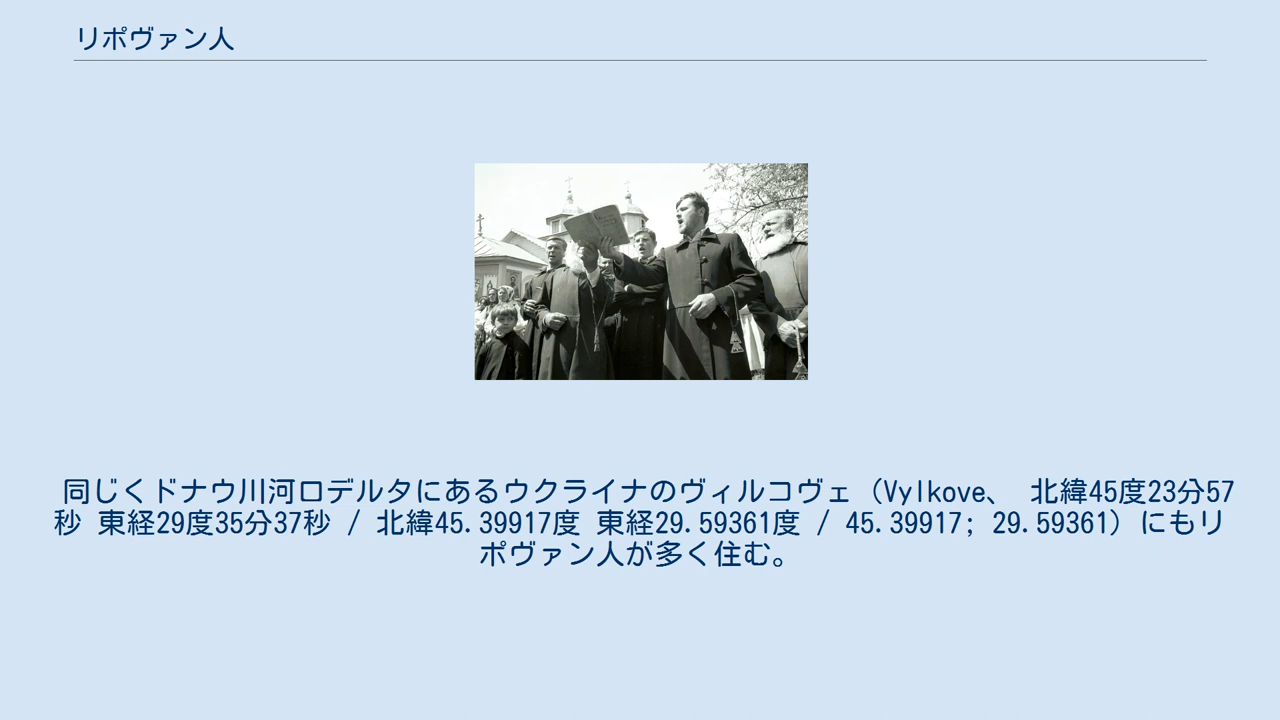 リポヴァン人
同じくドナウ川河口デルタにあるウクライナのヴィルコヴェ（Vylkove、 北緯45度23分57
秒 東経29度35分37秒 / 北緯45.39917度 東経29.59361度 / 45.39917; 29.59361）にもリ
ポヴァン人が多く住む。